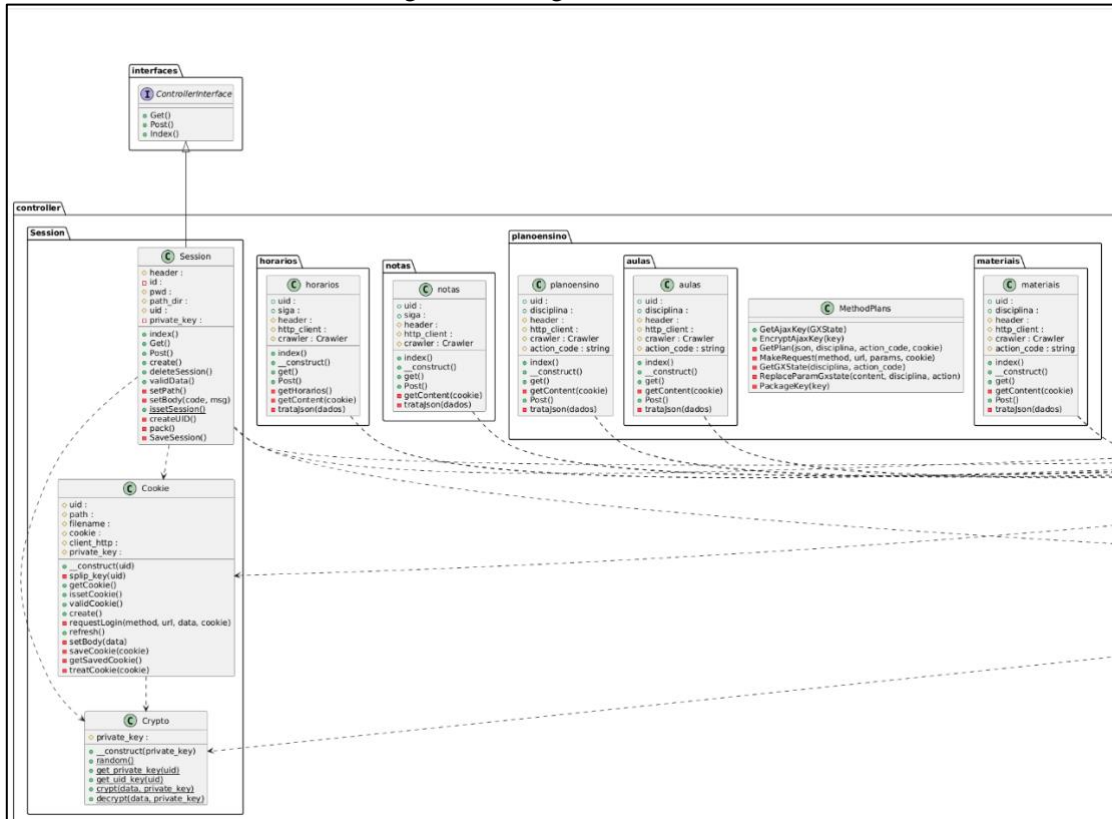 interfaces
I ControllerInterface
Get()
Post()
Index()
controller
Session
C Session
header :
id :
pwd :
path_dir :
uid :
private_key :
index()
Get()
Post()
create()
deleteSession()
validData()
setPath()
setBody(code, msg)
issetSession()
createUID()
pack()
SaveSession()
C Cookie
uid :
path :
filename :
cookie :
client_http :
private_key :
__construct(uid)
splip_key(uid)
getCookie()
issetCookie()
validCookie()
create()
requestLogin(method, url, data, cookie)
refresh()
setBody(data)
saveCookie(cookie)
getSavedCookie()
treatCookie(cookie)
C Crypto
private_key :
__construct(private_key)
random()
get_private_key(uid)
get_uid_key(uid)
crypt(data, private_key)
decrypt(data, private_key)
horarios
C horarios
uid :
siga :
header :
http_client :
crawler : Crawler
index()
__construct()
get()
Post()
getHorarios()
getContent(cookie)
trataJson(dados)
notas
C notas
uid :
siga :
header :
http_client :
crawler : Crawler
index()
__construct()
get()
Post()
getContent(cookie)
trataJson(dados)
planoensino
C planoensino
uid :
disciplina :
header :
http_client :
crawler : Crawler
action_code : string
index()
__construct()
get()
getContent(cookie)
Post()
trataJson(dados)
aulas
C aulas
uid :
disciplina :
header :
http_client :
crawler : Crawler
action_code : string
index()
__construct()
get()
getContent(cookie)
Post()
trataJson(dados)
C MethodPlans
GetAjaxKey(GXState)
EncryptAjaxKey(key)
GetPlan(json, disciplina, action_code, cookie)
MakeRequest(method, url, params, cookie)
GetGXState(disciplina, action_code)
ReplaceParamGxstate(content, disciplina, action)
PackageKey(key)
materiais
C materiais
uid :
disciplina :
header :
http_client :
crawler : Crawler
action_code : string
index()
__construct()
get()
getContent(cookie)
Post()
trataJson(dados)